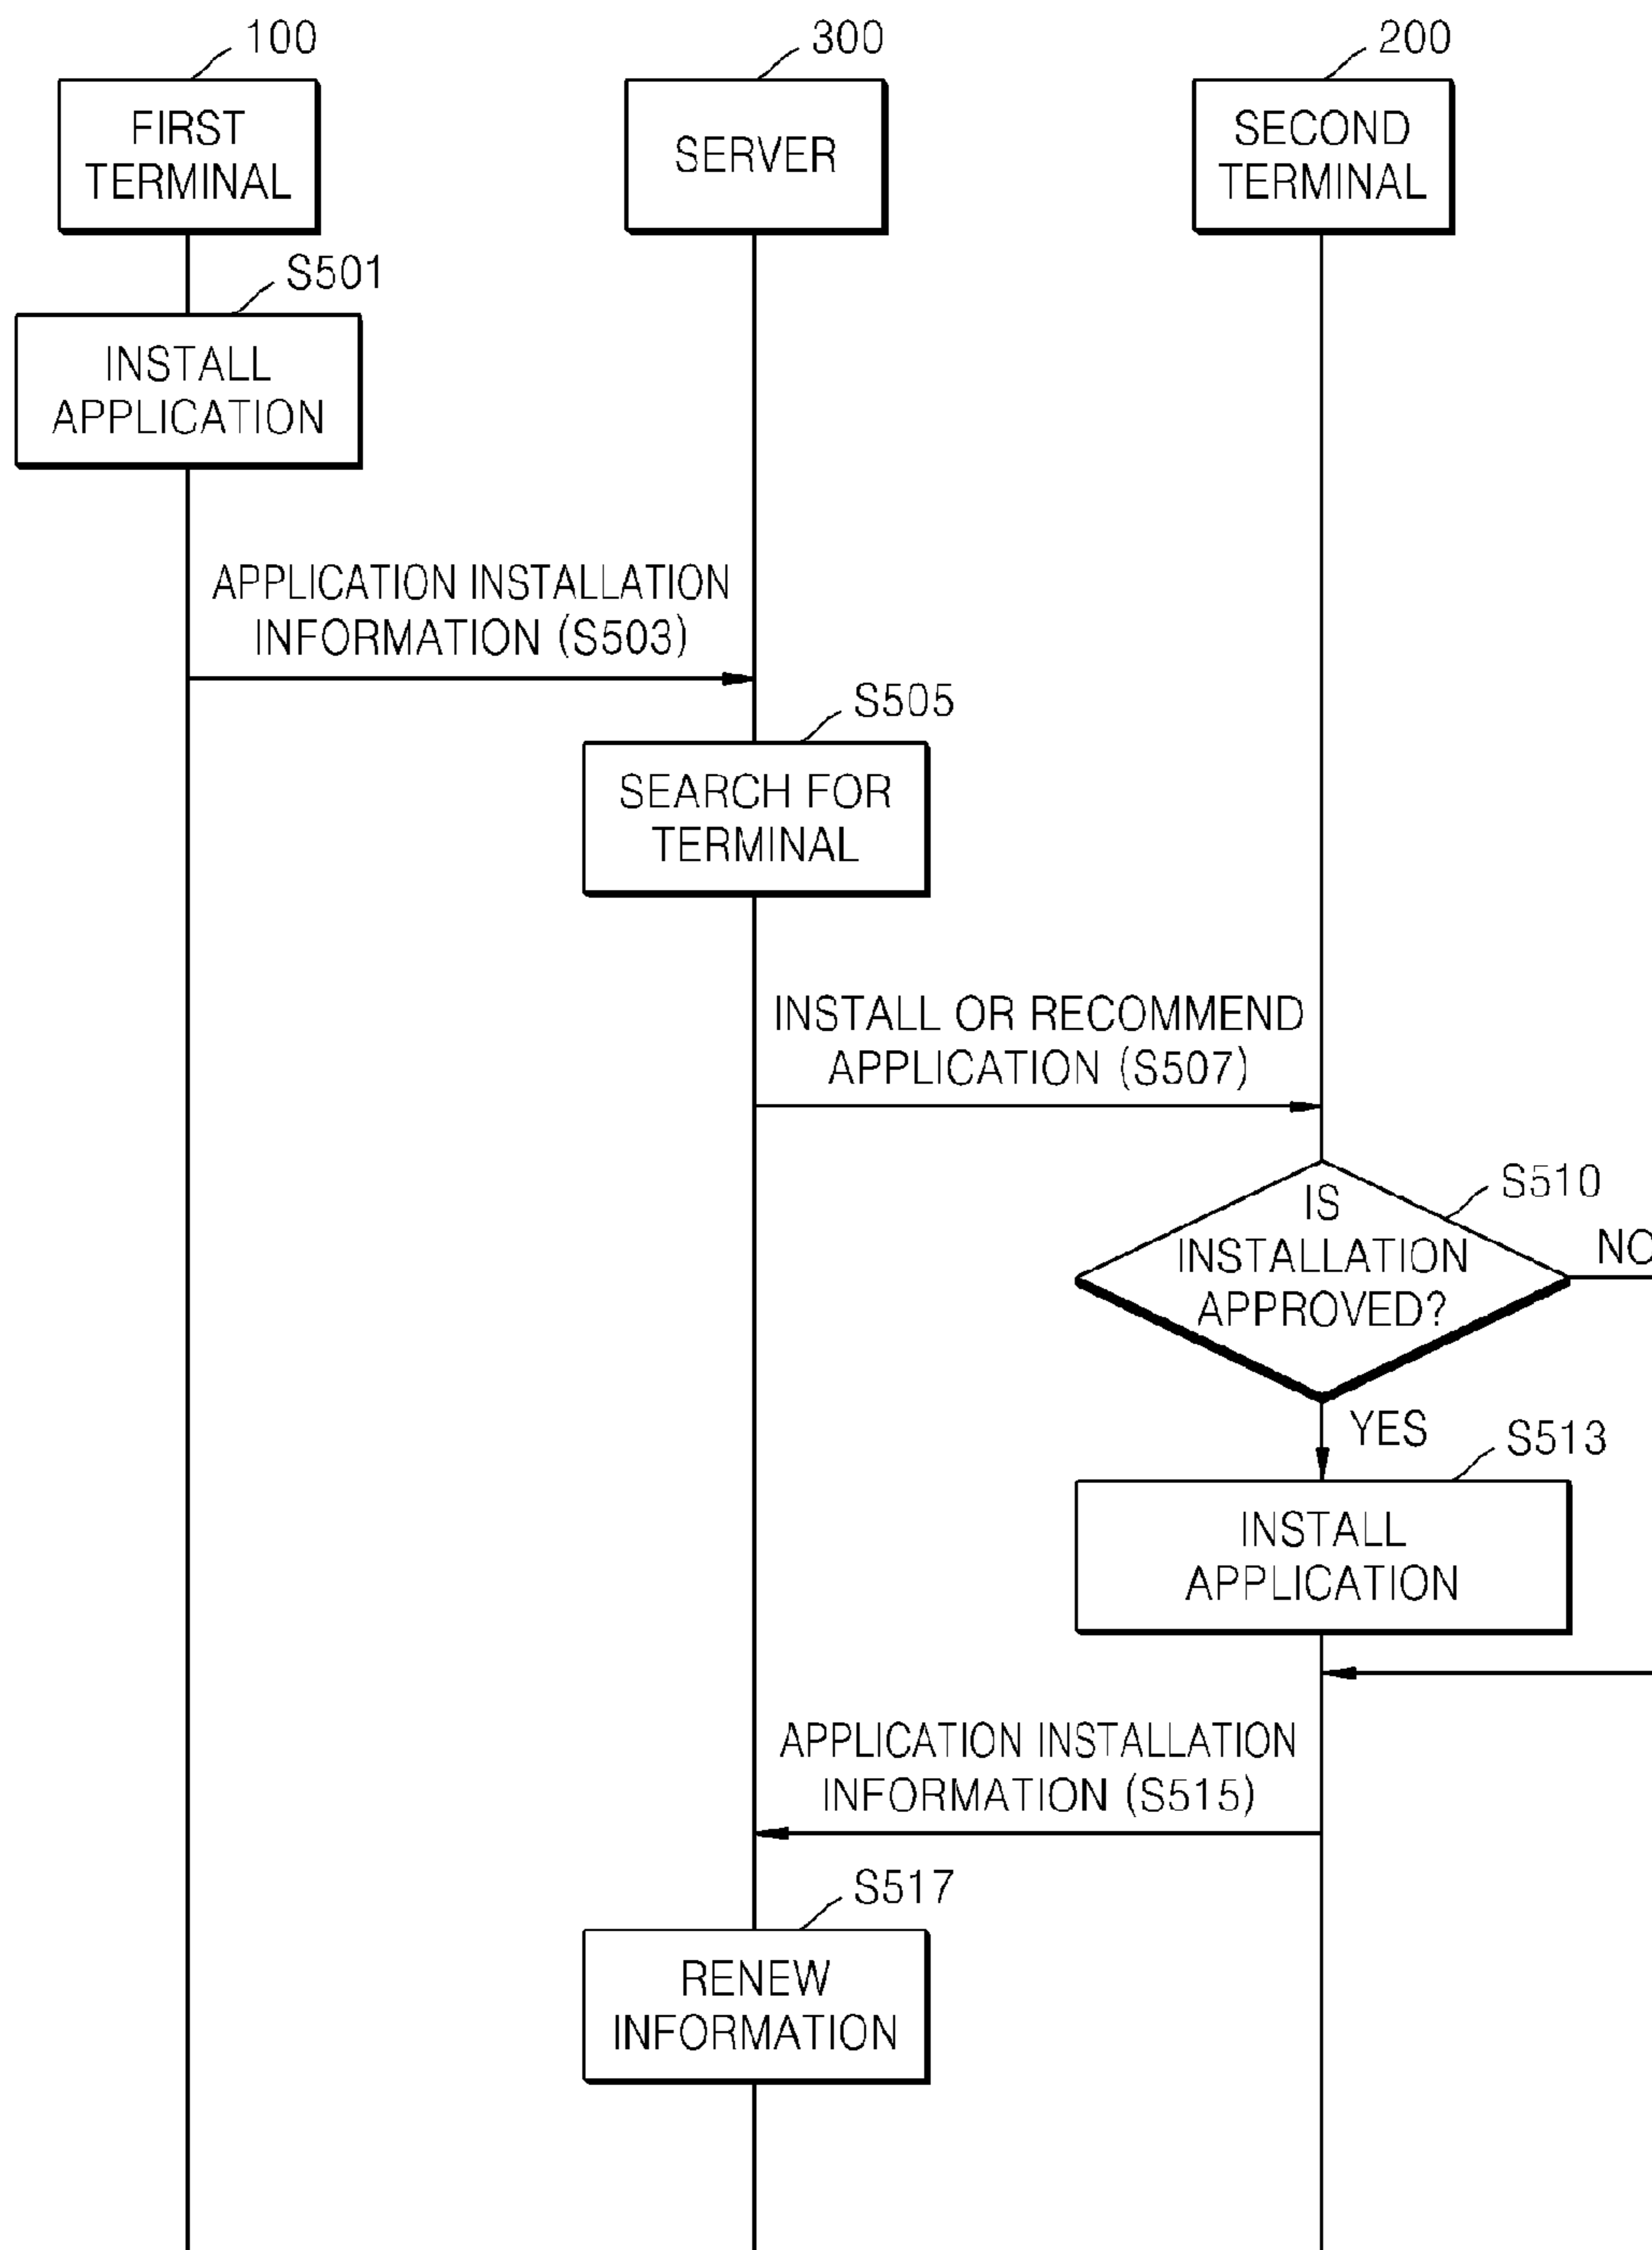 100
300
200
FIRST
TERMINAL
SERVER
SECOND
TERMINAL
S501
INSTALL
APPLICATION
APPLICATION INSTALLATION
INFORMATION (S503)
S505
SEARCH FOR
TERMINAL
INSTALL OR RECOMMEND
APPLICATION (S507)
S510
IS
INSTALLATION
APPROVED?
NO
YES
S513
INSTALL
APPLICATION
APPLICATION INSTALLATION
INFORMATION (S515)
S517
RENEW
INFORMATION